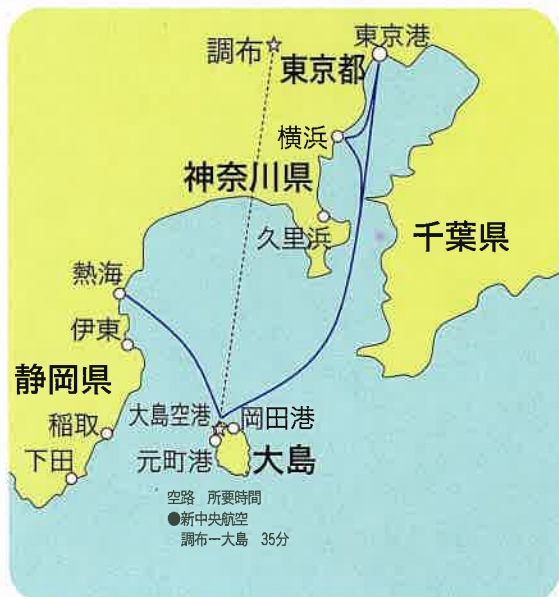 東京港
調布
東京都
横浜
神奈川県
久里浜
千葉県
熱海
伊東
静岡県
大島空港
岡田港
稲取
元町港
大島
下田
空路 所要時間
●新中央航空
調布ー大島 35分